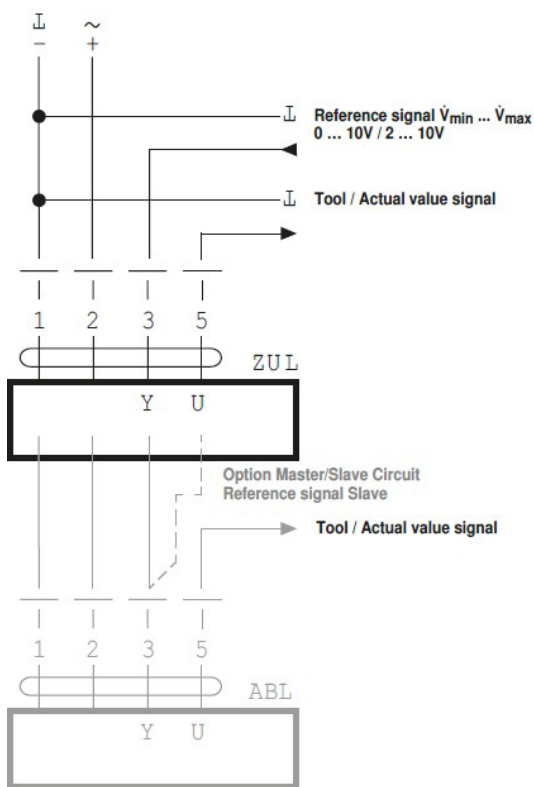 ⊥ ~
− +
⊥ Reference signal V̇min ... V̇max
0 ... 10V / 2 ... 10V
⊥ Tool / Actual value signal
1 2 3 5
ZUL
Y U
Option Master/Slave Circuit
Reference signal Slave
Tool / Actual value signal
1 2 3 5
ABL
Y U